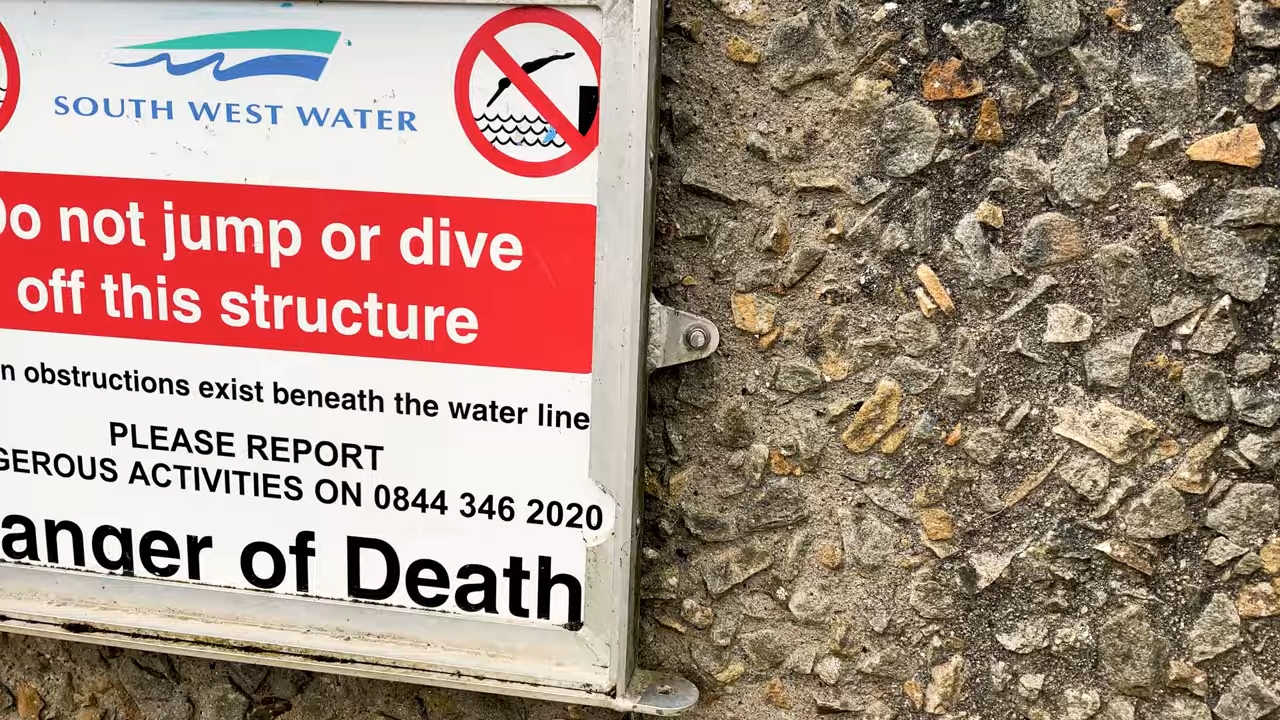 SOUTH WEST WATER
Do not jump or dive
off this structure
n obstructions exist beneath the water line
PLEASE REPORT
GEROUS ACTIVITIES ON 0844 346 2020
anger of Death